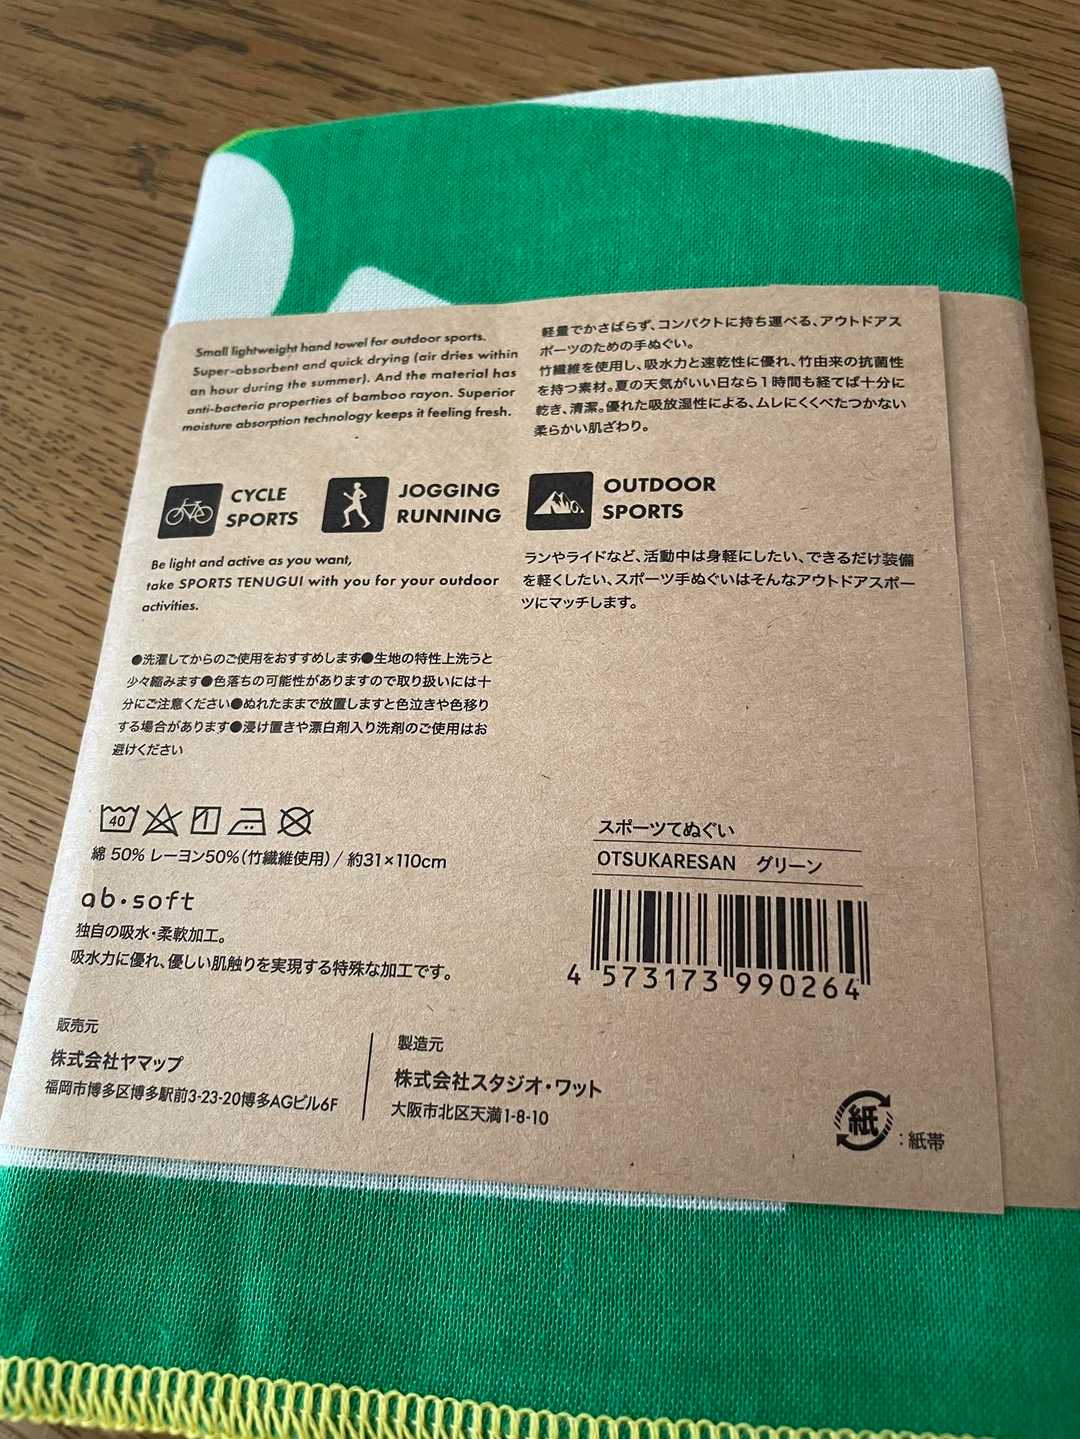 Small lightweight hand towel for outdoor sports.
Super-absorbent and quick drying (air dries within
an hour during the summer). And the material has
anti-bacteria properties of bamboo rayon. Superior
moisture absorption technology keeps it feeling fresh.
軽量でかさばらず、コンパクトに持ち運べる、アウトドアス
ポーツのための手ぬぐい。
竹繊維を使用し、吸水力と速乾性に優れ、竹由来の抗菌性
を持つ素材。夏の天気がいい日なら1時間も経てば十分に
乾き、清潔。優れた吸放湿性による、ムレにくくべたつかない
柔らかい肌ざわり。
CYCLE
SPORTS
JOGGING
RUNNING
OUTDOOR
SPORTS
Be light and active as you want,
take SPORTS TENUGUI with you for your outdoor
activities.
ランやライドなど、活動中は身軽にしたい、できるだけ装備
を軽くしたい、スポーツ手ぬぐいはそんなアウトドアスポー
ツにマッチします。
●洗濯してからのご使用をおすすめします●生地の特性上洗うと
少々縮みます●色落ちの可能性がありますので取り扱いには十
分にご注意ください●ぬれたままで放置しますと色泣きや色移り
する場合があります●浸け置きや漂白剤入り洗剤のご使用はお
避けください
40
綿 50% レーヨン50%(竹繊維使用) / 約31×110cm
ab・soft
独自の吸水・柔軟加工。
吸水力に優れ、優しい肌触りを実現する特殊な加工です。
スポーツてぬぐい
OTSUKARESAN グリーン
4 573173 990264
販売元
株式会社ヤマップ
福岡市博多区博多駅前3-23-20博多AGビル6F
製造元
株式会社スタジオ・ワット
大阪市北区天満1-8-10
紙 :紙帯